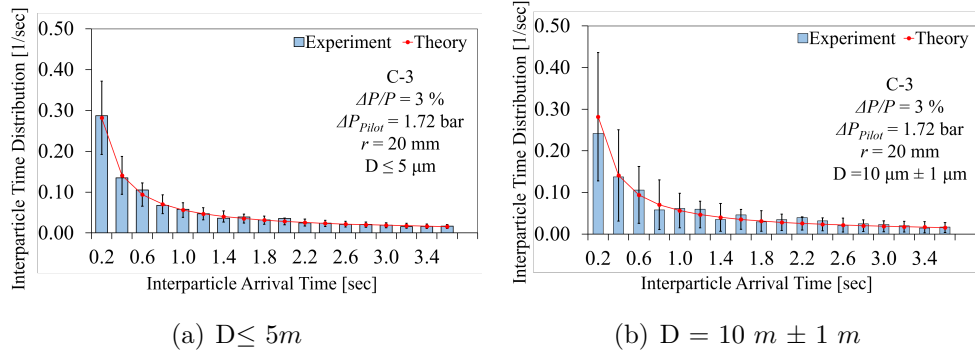 Interparticle Time Distribution [1/sec]
0.50
0.40
0.30
0.20
0.10
0.00
Experiment Theory
C-3
ΔP/P = 3 %
ΔP_Pilot = 1.72 bar
r = 20 mm
D ≤ 5 μm
0.2 0.6 1.0 1.4 1.8 2.2 2.6 3.0 3.4
Interparticle Arrival Time [sec]
(a) D≤ 5m
Interparticle Time Distribution [1/sec]
0.50
0.40
0.30
0.20
0.10
0.00
Experiment Theory
C-3
ΔP/P = 3 %
ΔP_Pilot = 1.72 bar
r = 20 mm
D =10 μm ± 1 μm
0.2 0.6 1.0 1.4 1.8 2.2 2.6 3.0 3.4
Interparticle Arrival Time [sec]
(b) D = 10 m ± 1 m